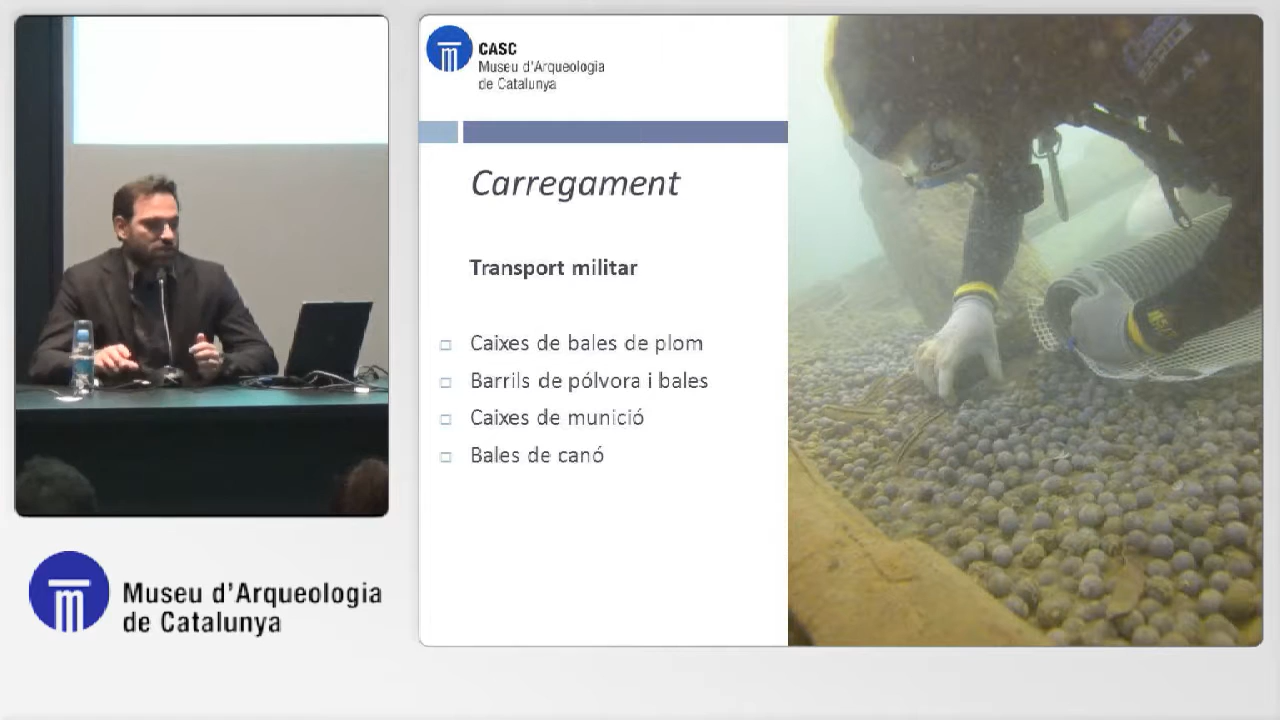 CASC
Museu d'Arqueologia
de Catalunya
Carregament
Transport militar
Caixes de bales de plom
Barrils de pólvora i bales
Caixes de munició
Bales de canó
Museu d'Arqueologia
de Catalunya